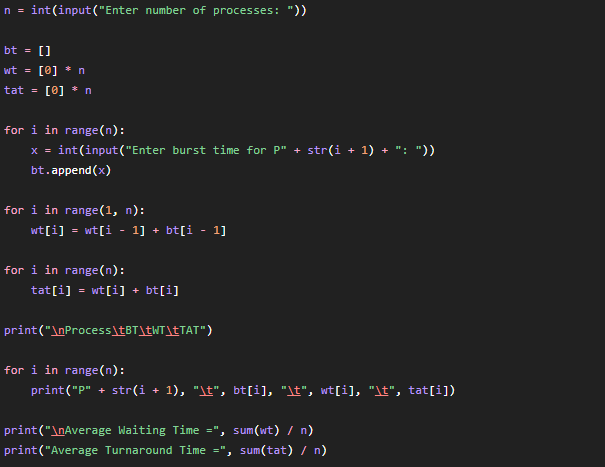 n = int(input("Enter number of processes: "))
bt = []
wt = [0] * n
tat = [0] * n
for i in range(n):
    x = int(input("Enter burst time for P" + str(i + 1) + ": "))
    bt.append(x)
for i in range(1, n):
    wt[i] = wt[i - 1] + bt[i - 1]
for i in range(n):
    tat[i] = wt[i] + bt[i]
print("\nProcess\tBT\tWT\tTAT")
for i in range(n):
    print("P" + str(i + 1), "\t", bt[i], "\t", wt[i], "\t", tat[i])
print("\nAverage Waiting Time =", sum(wt) / n)
print("Average Turnaround Time =", sum(tat) / n)